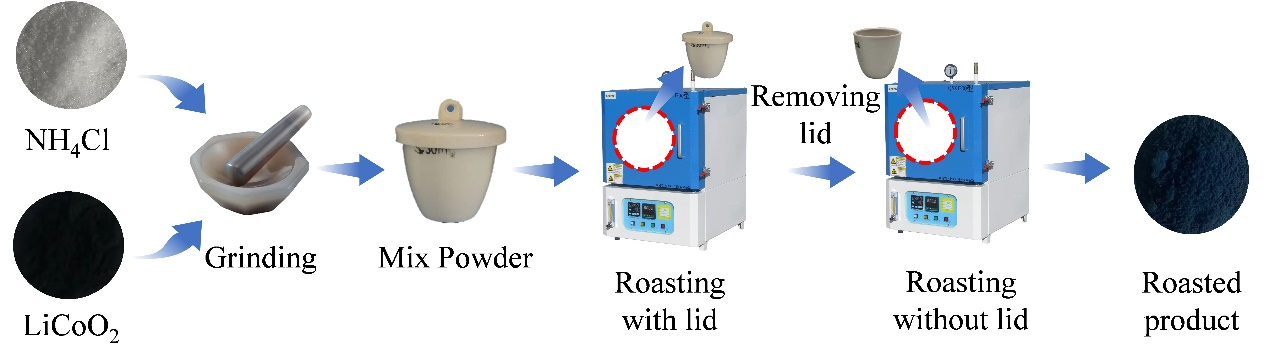 NH₄Cl
LiCoO₂
Grinding
Mix Powder
Roasting
with lid
Removing
lid
Roasting
without lid
Roasted
product